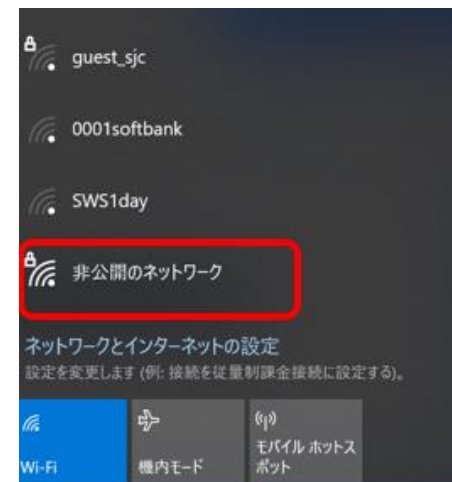 guest_sjc
0001softbank
SWS1day
非公開のネットワーク
ネットワークとインターネットの設定
設定を変更します (例: 接続を従量制課金接続に設定する)。
Wi-Fi
機内モード
モバイル ホットス
ポット